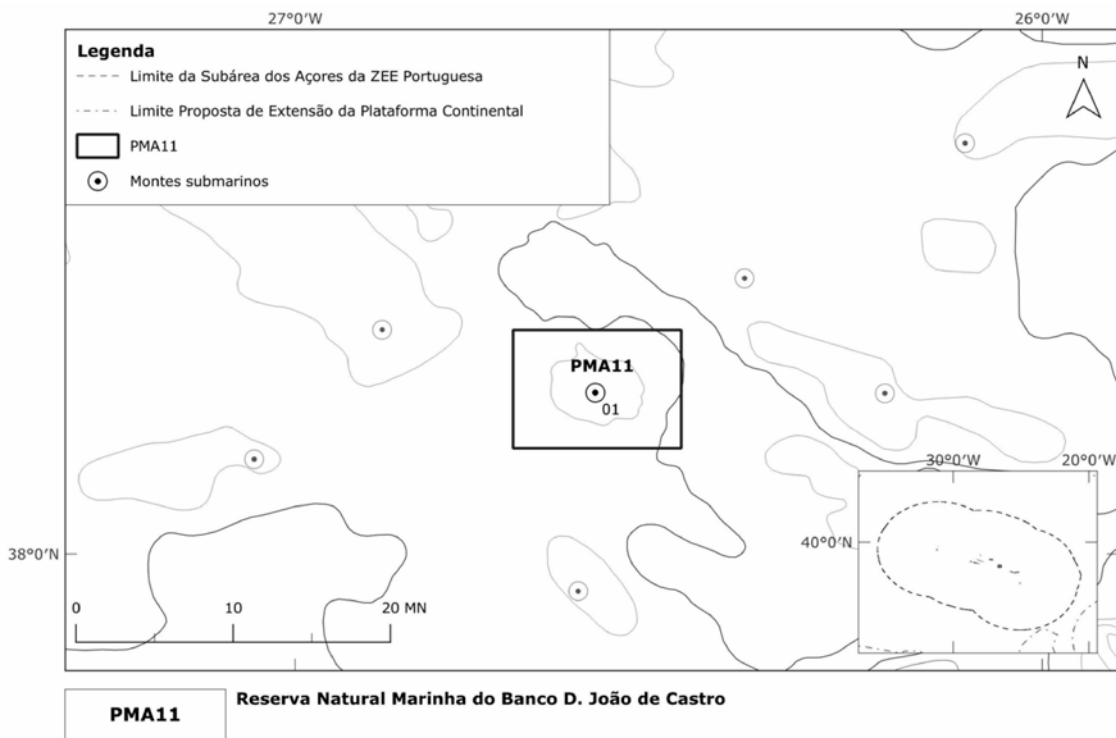 27°0’W
26°0’W
Legenda
Limite da Subárea dos Açores da ZEE Portuguesa
Limite Proposta de Extensão da Plataforma Continental
PMA11
Montes submarinos
N
PMA11
01
30°0’W
20°0’W
40°0’N
38°0’N
0
10
20 MN
PMA11
Reserva Natural Marinha do Banco D. João de Castro